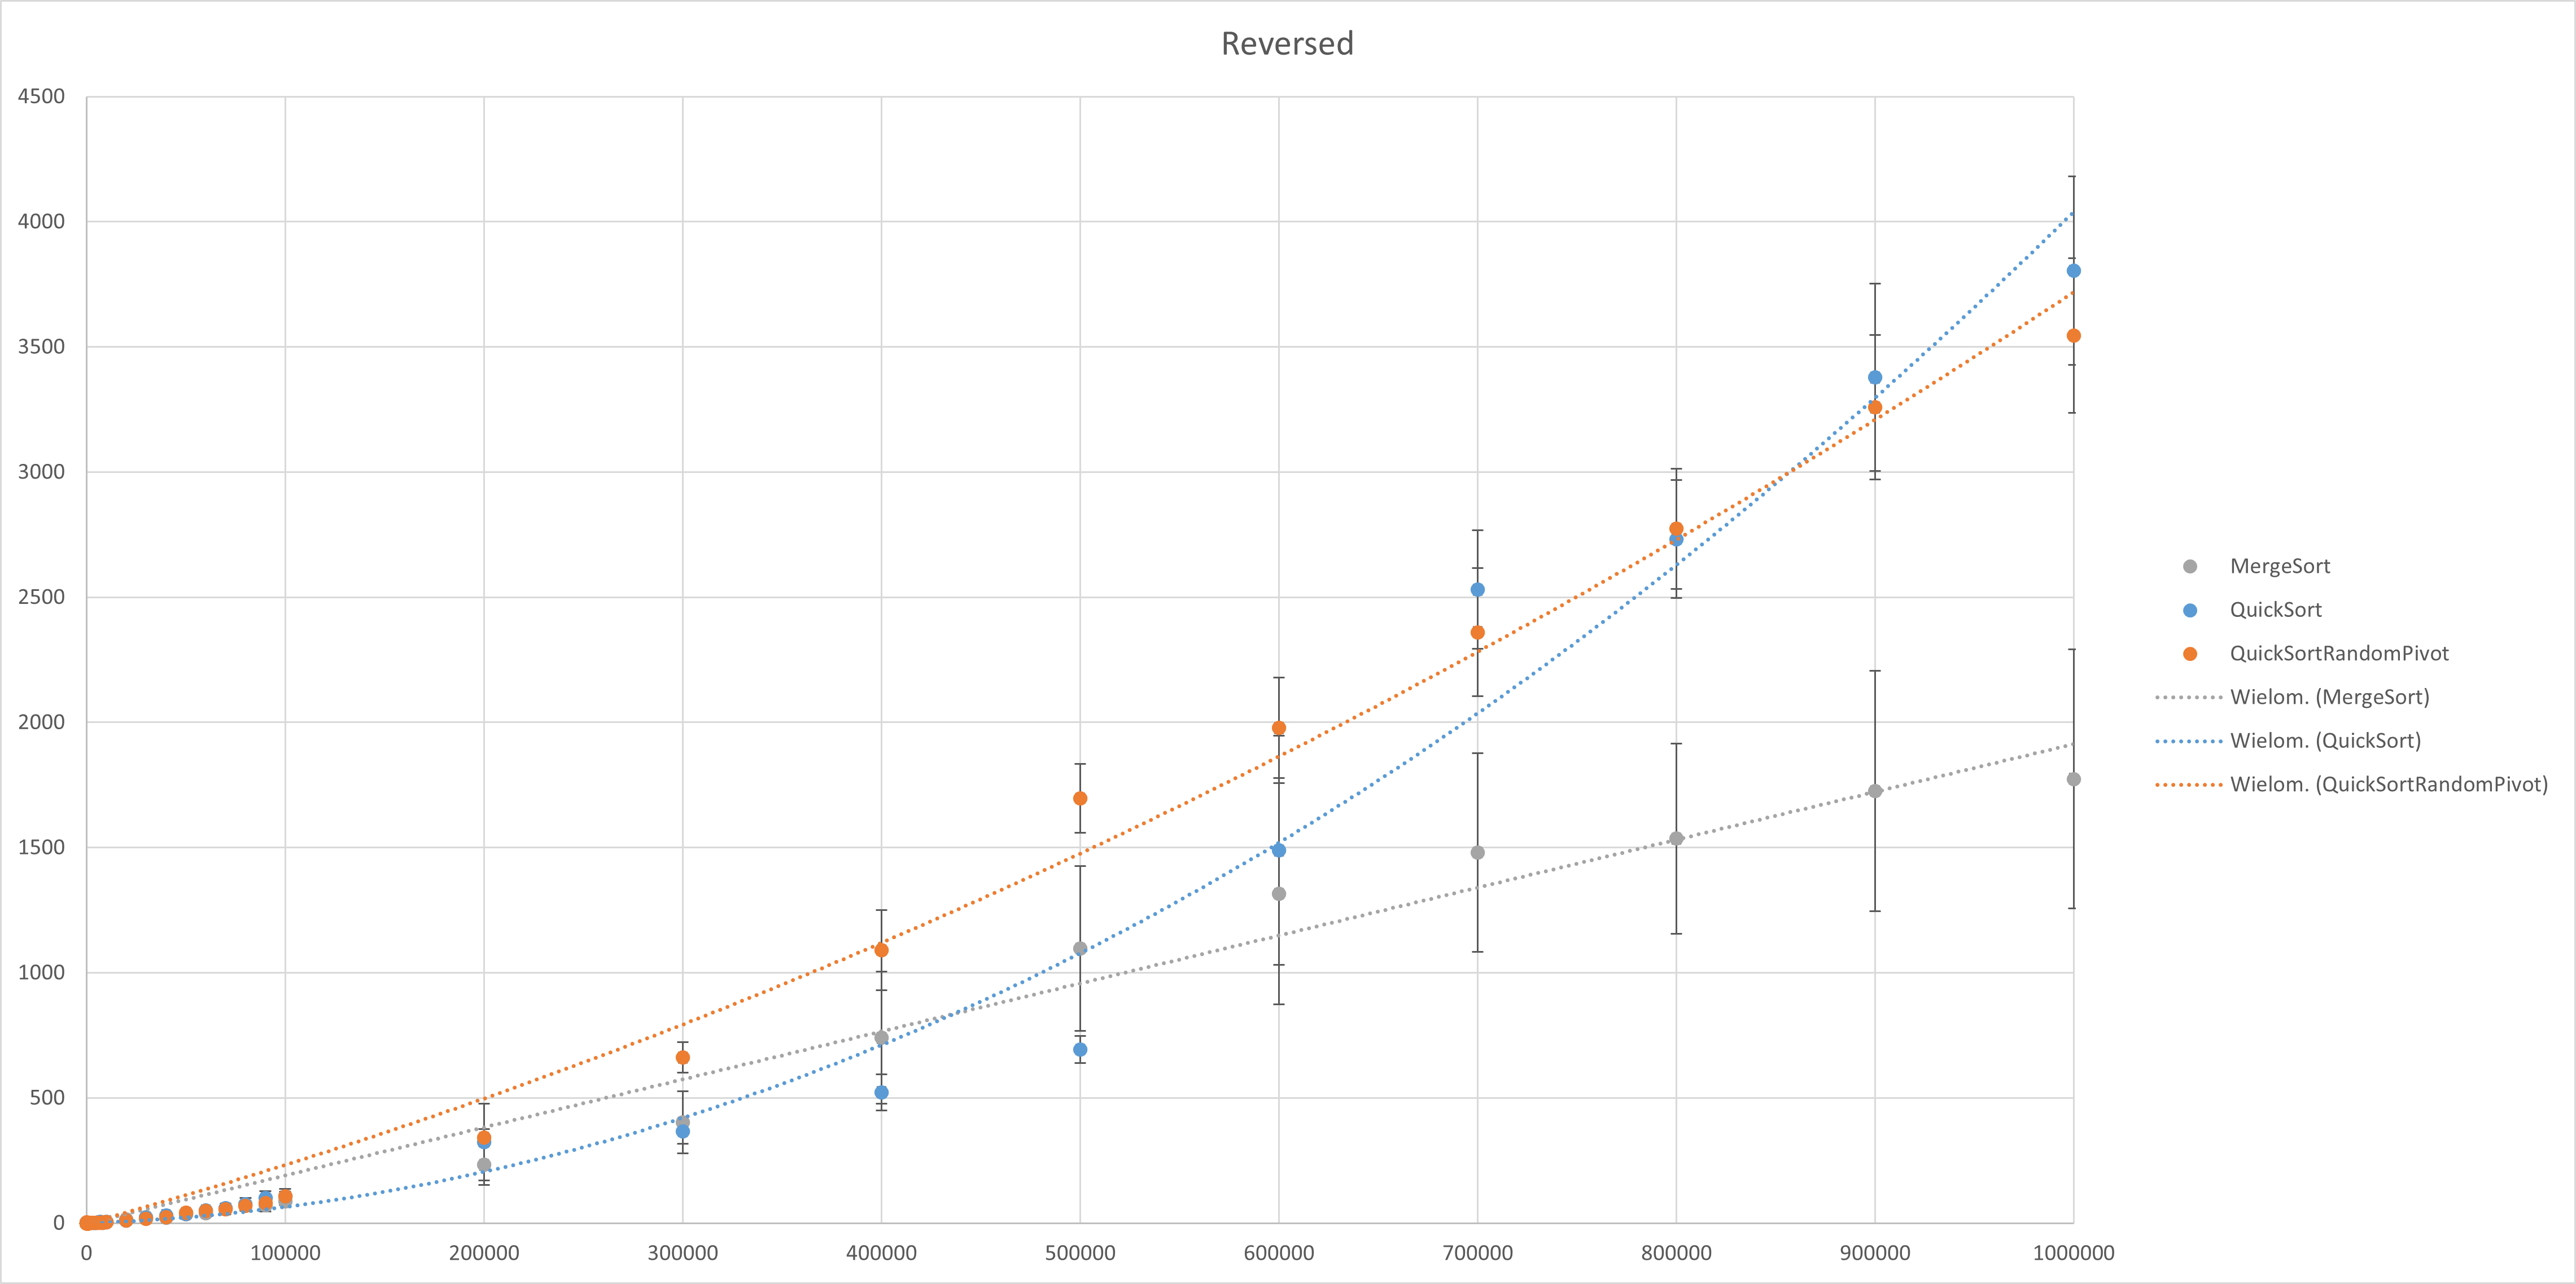 Reversed
4500
4000
3500
3000
2500
2000
1500
1000
500
0
0 100000 200000 300000 400000 500000 600000 700000 800000 900000 1000000
MergeSort
QuickSort
QuickSortRandomPivot
Wielom. (MergeSort)
Wielom. (QuickSort)
Wielom. (QuickSortRandomPivot)